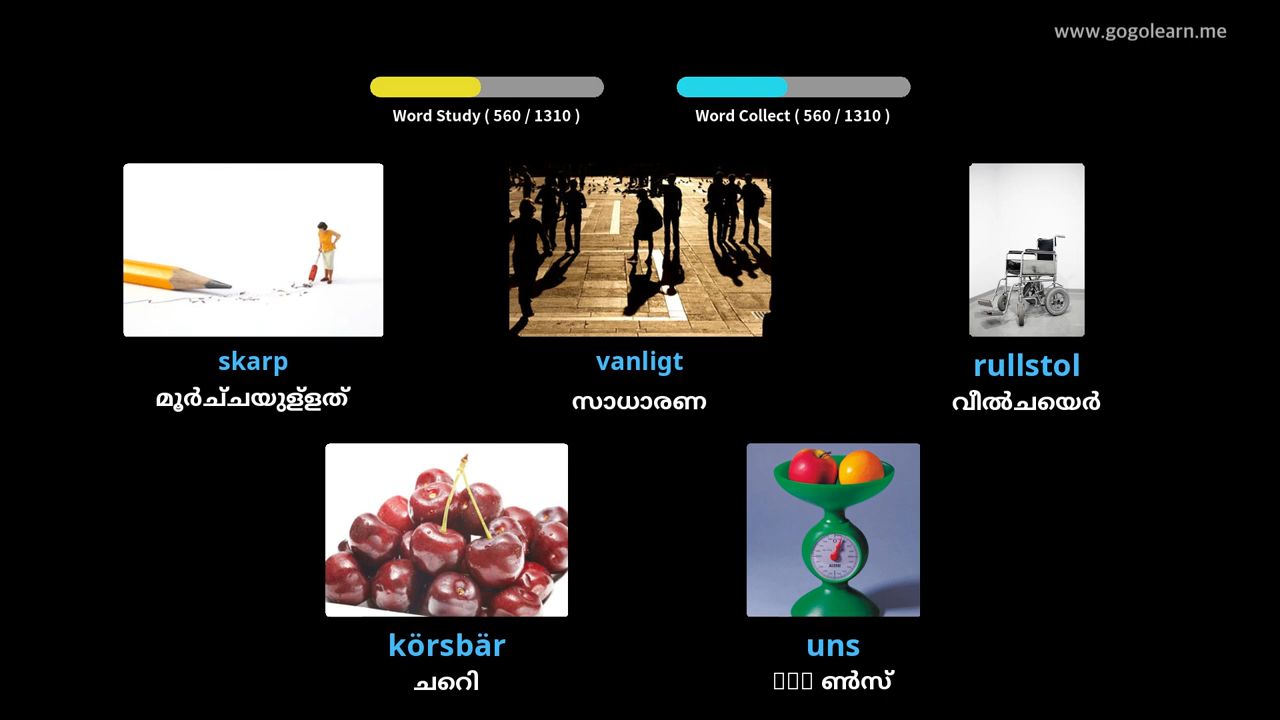 www.gogolearn.me
Word Study ( 560 / 1310 )
Word Collect ( 560 / 1310 )
skarp
മൂർച്ചയുള്ളത്
vanligt
സാധാരണ
rullstol
വീൽചയെർ
körsbär
ചറെി
uns
ൺസ്